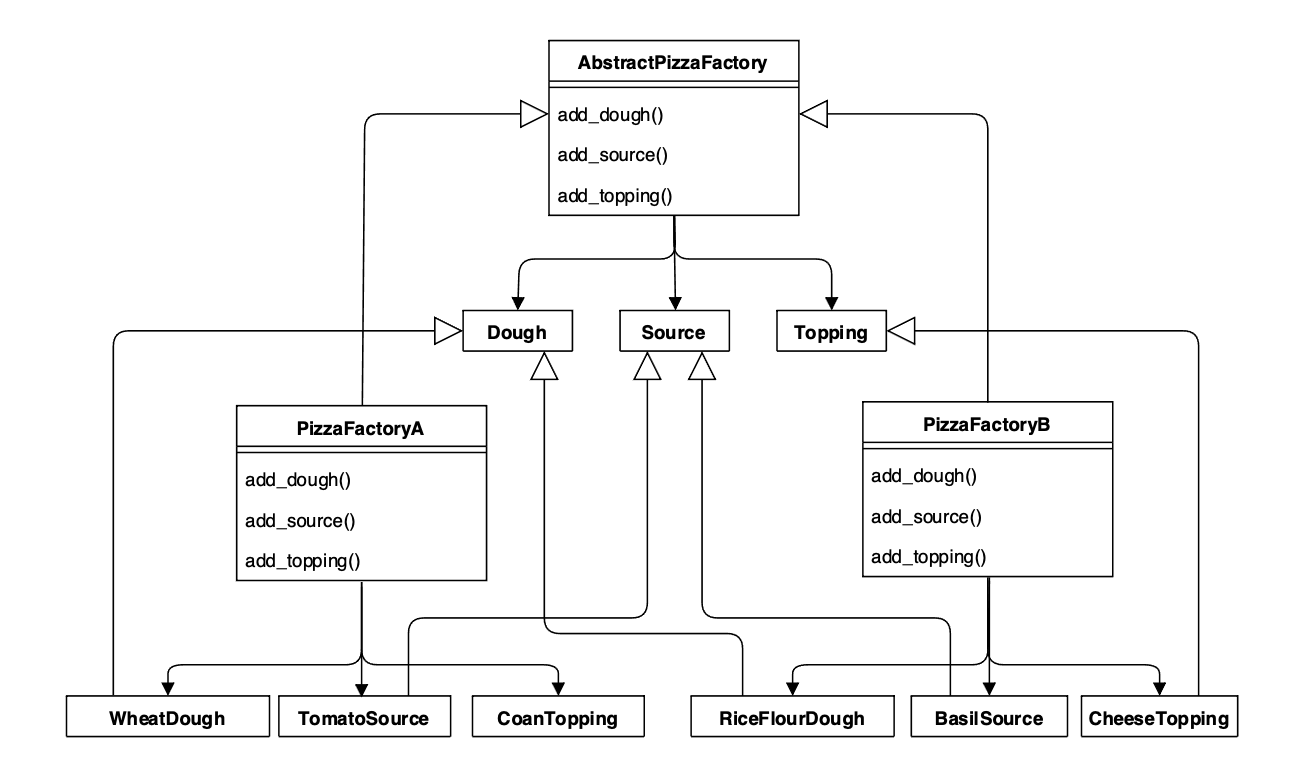 AbstractPizzaFactory
add_dough()
add_source()
add_topping()
Dough
Source
Topping
PizzaFactoryA
add_dough()
add_source()
add_topping()
PizzaFactoryB
add_dough()
add_source()
add_topping()
WheatDough
TomatoSource
CoanTopping
RiceFlourDough
BasilSource
CheeseTopping